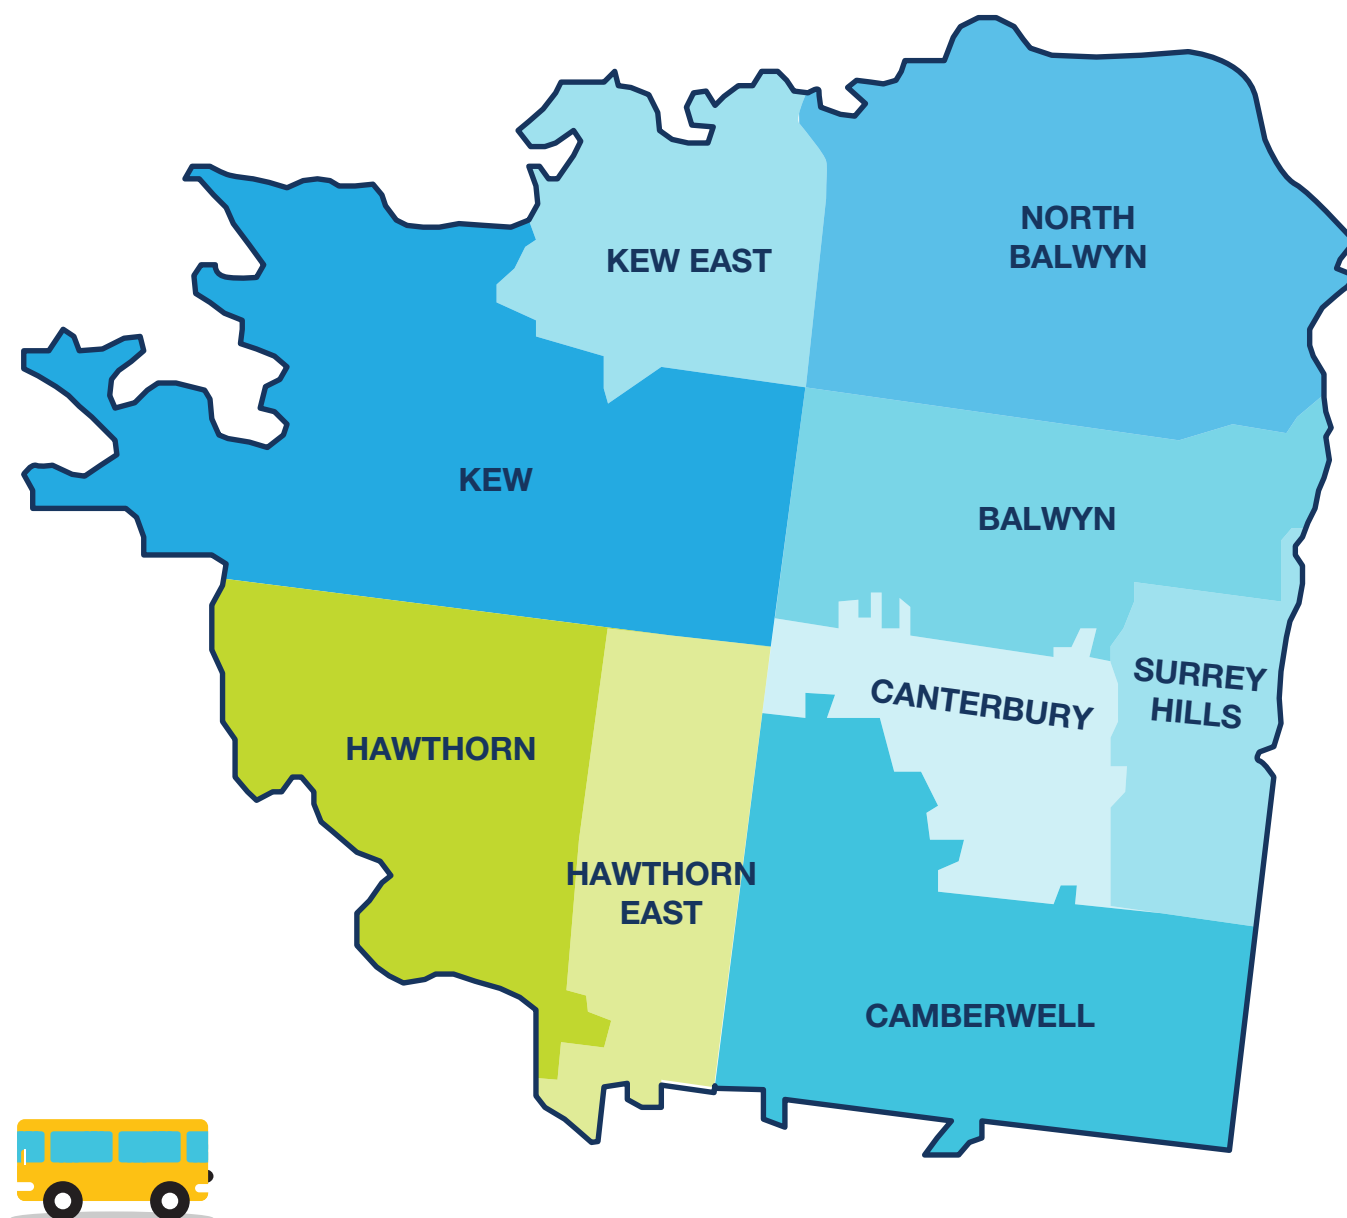 NORTH
BALWYN
KEW EAST
KEW
BALWYN
SURREY
HILLS
CANTERBURY
HAWTHORN
HAWTHORN
EAST
CAMBERWELL